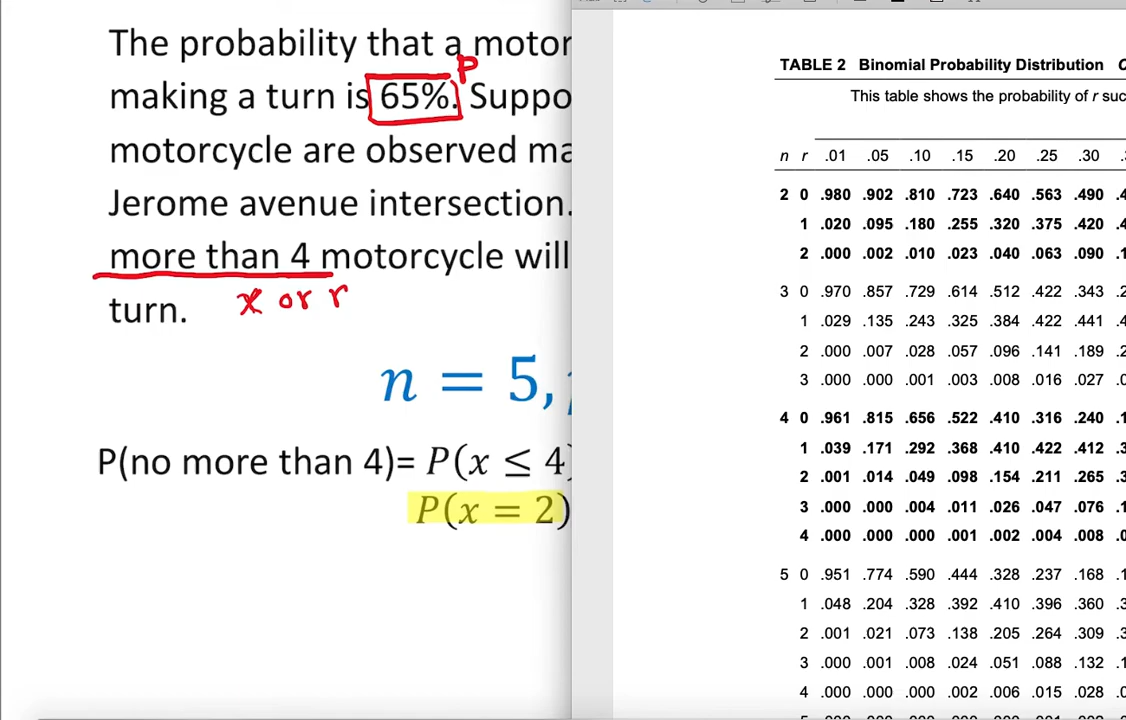 The probability that a
making a turn is 65%.
P
motorcycle are observed
Jerome avenue intersection.
more than 4 motorcycle will
turn.
x or r
n = 5,
P(no more than 4)= P(x ≤ 4)
P(x = 2)
TABLE 2 Binomial Probability Distribution
This table shows the probability of r
n r .01 .05 .10 .15 .20 .25 .30
2 0 .980 .902 .810 .723 .640 .563 .490
1 .020 .095 .180 .255 .320 .375 .420
2 .000 .002 .010 .023 .040 .063 .090
3 0 .970 .857 .729 .614 .512 .422 .343
1 .029 .135 .243 .325 .384 .422 .441
2 .000 .007 .028 .057 .096 .141 .189
3 .000 .000 .001 .003 .008 .016 .027
4 0 .961 .815 .656 .522 .410 .316 .240
1 .039 .171 .292 .368 .410 .422 .412
2 .001 .014 .049 .098 .154 .211 .265
3 .000 .000 .004 .011 .026 .047 .076
4 .000 .000 .000 .001 .002 .004 .008
5 0 .951 .774 .590 .444 .328 .237 .168
1 .048 .204 .328 .392 .410 .396 .360
2 .001 .021 .073 .138 .205 .264 .309
3 .000 .001 .008 .024 .051 .088 .132
4 .000 .000 .000 .002 .006 .015 .028